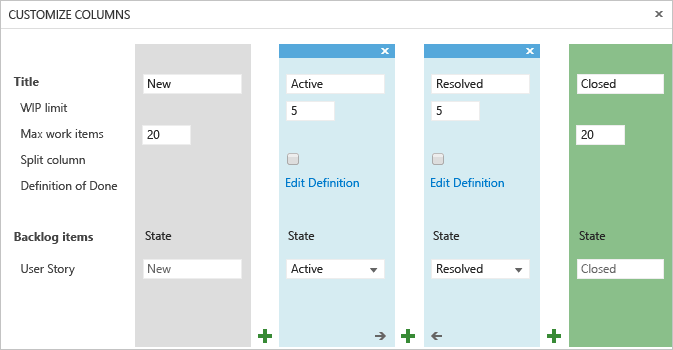 CUSTOMIZE COLUMNS
Title New Active Resolved Closed
WIP limit 5 5
Max work items 20 20
Split column
Definition of Done Edit Definition Edit Definition
Backlog items State State State State
User Story New Active Resolved Closed